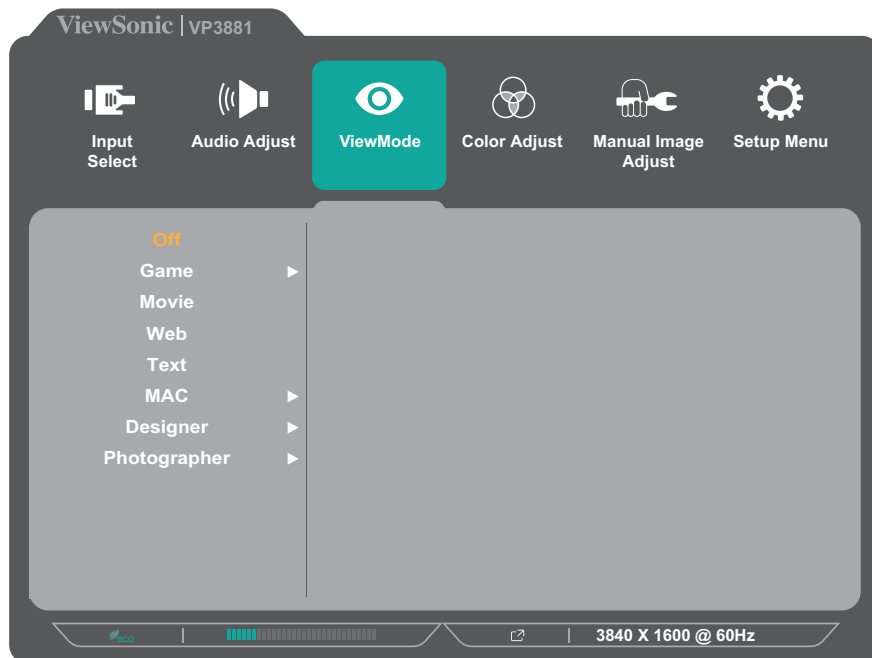 ViewSonic | VP3881
Input
Select
Audio Adjust
ViewMode
Color Adjust
Manual Image
Adjust
Setup Menu
Off
Game
Movie
Web
Text
MAC
Designer
Photographer
eco
3840 X 1600 @ 60Hz